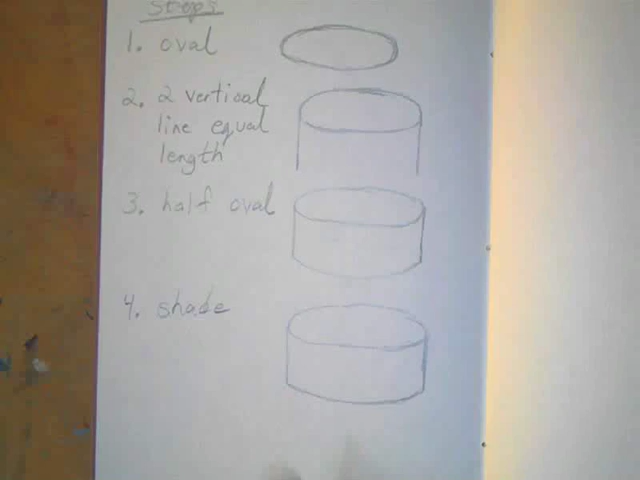 Steps
1. oval
2. 2 vertical
line equal
length
3. half oval
4. shade